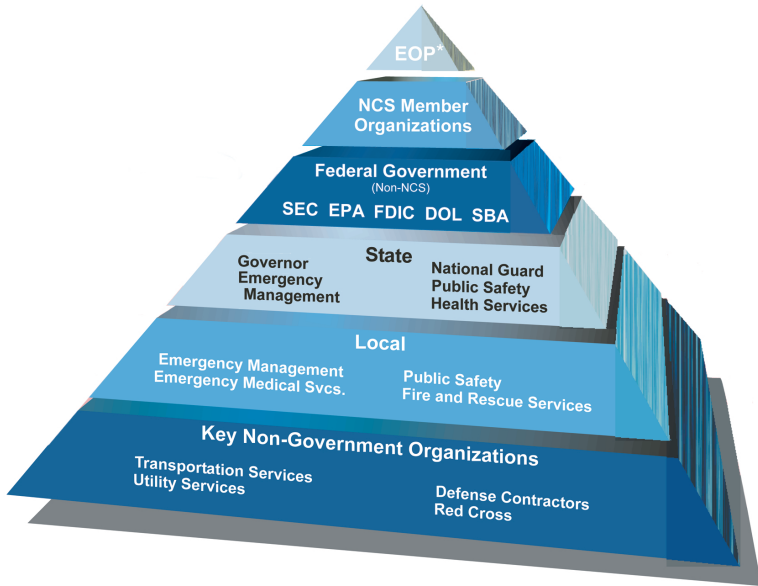 EOP*
NCS Member
Organizations
Federal Government
(Non-NCS)
SEC EPA FDIC DOL SBA
State
Governor
Emergency
Management
National Guard
Public Safety
Health Services
Local
Emergency Management
Emergency Medical Svcs.
Public Safety
Fire and Rescue Services
Key Non-Government Organizations
Transportation Services
Utility Services
Defense Contractors
Red Cross